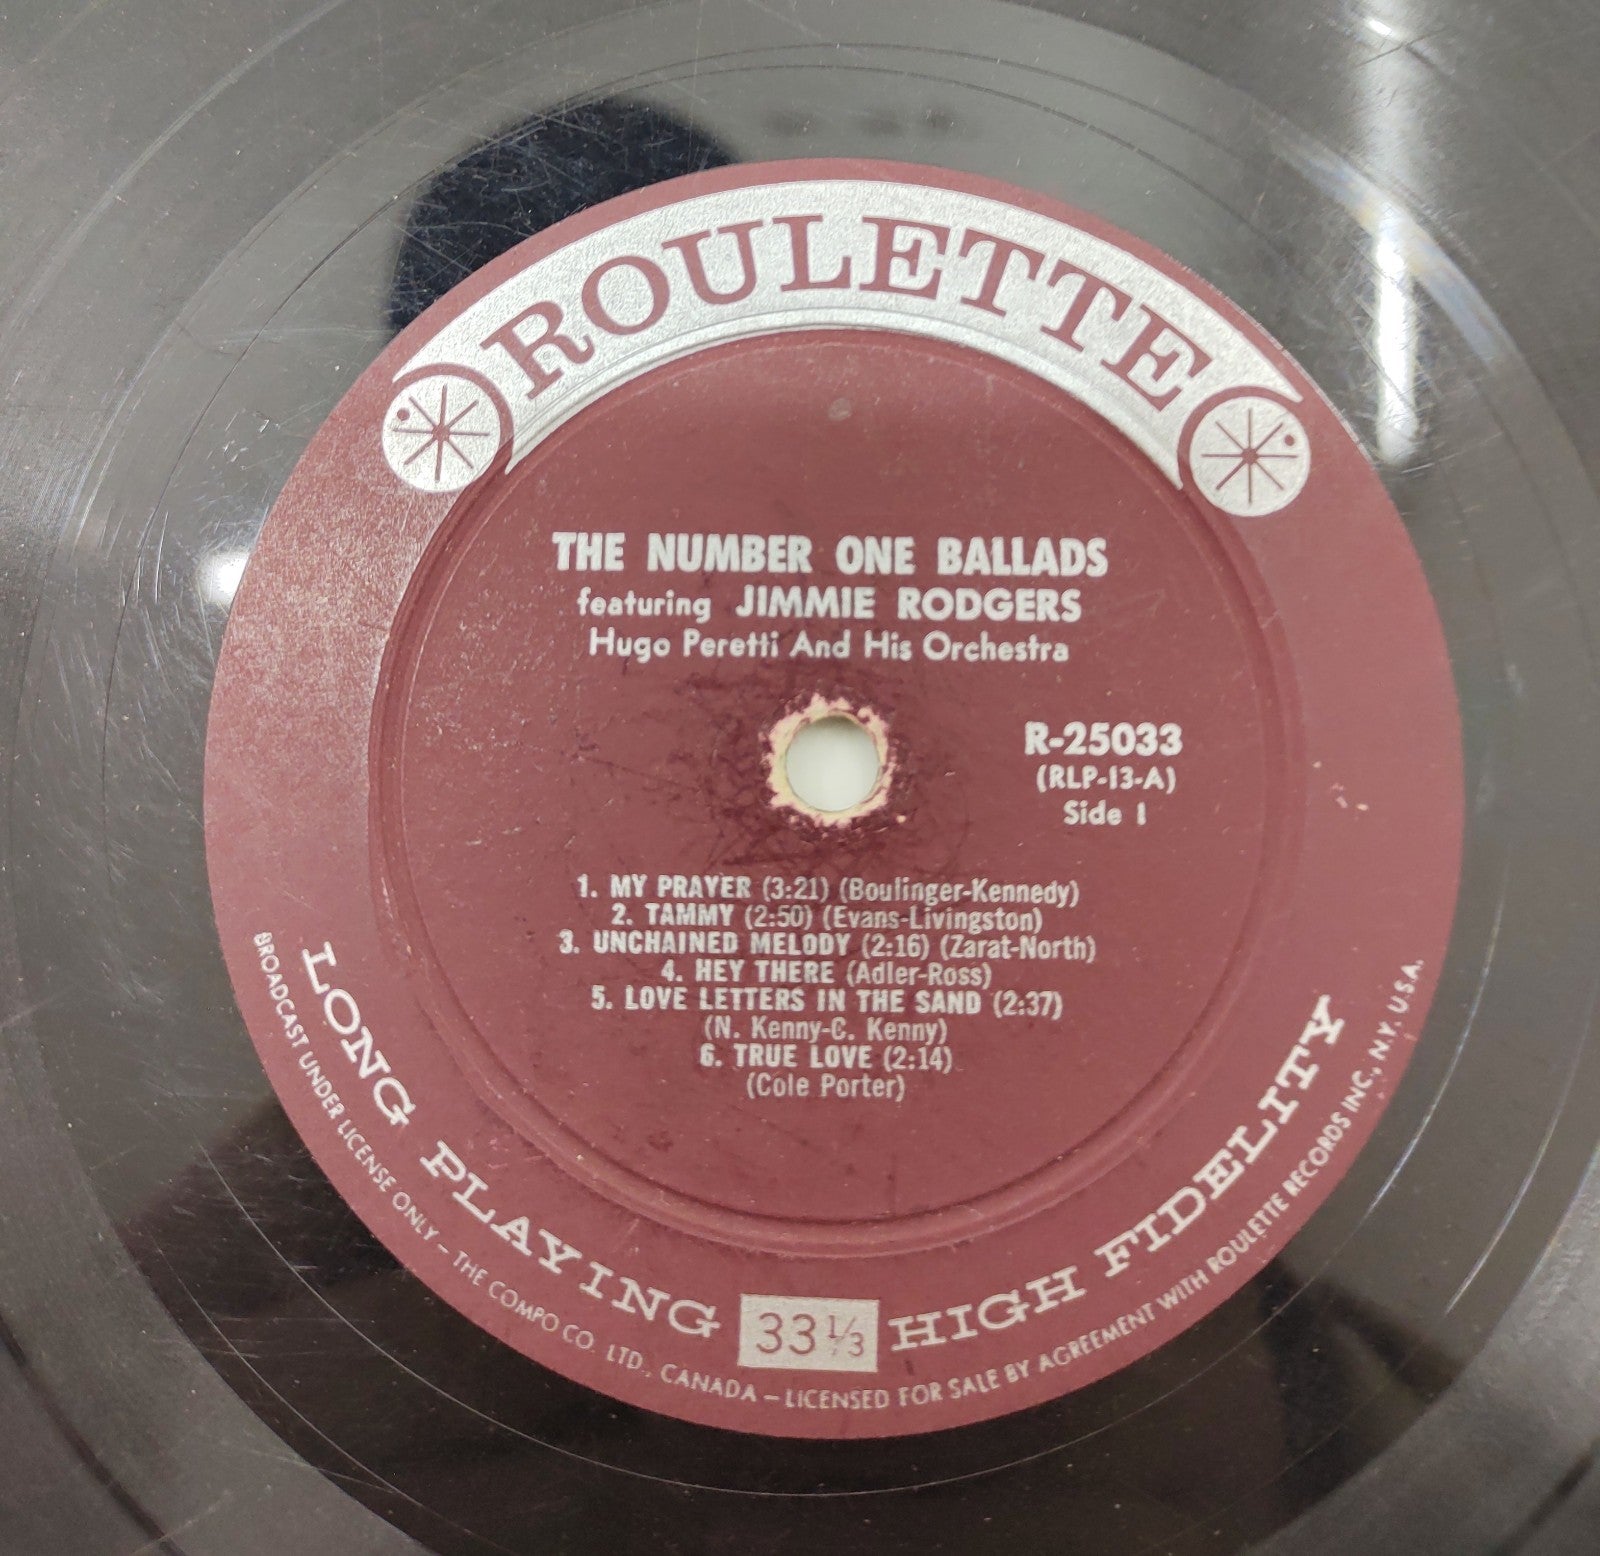 ROULETTE
THE NUMBER ONE BALLADS
featuring JIMMIE RODGERS
Hugo Peretti And His Orchestra
R-25033
(RLP-13-A)
Side 1
1. MY PRAYER (3:21) (Boulinger-Kennedy)
2. TAMMY (2:50) (Evans-Livingston)
3. UNCHAINED MELODY (2:16) (Zarat-North)
4. HEY THERE (Adler-Ross)
5. LOVE LETTERS IN THE SAND (2:37)
(N. Kenny-C. Kenny)
6. TRUE LOVE (2:14)
(Cole Porter)
LONG PLAYING 33 1/3 HIGH FIDELITY
BROADCAST UNDER LICENSE ONLY – THE COMPO CO. LTD., CANADA – LICENSED FOR SALE BY AGREEMENT WITH ROULETTE RECORDS INC., N.Y. U.S.A.